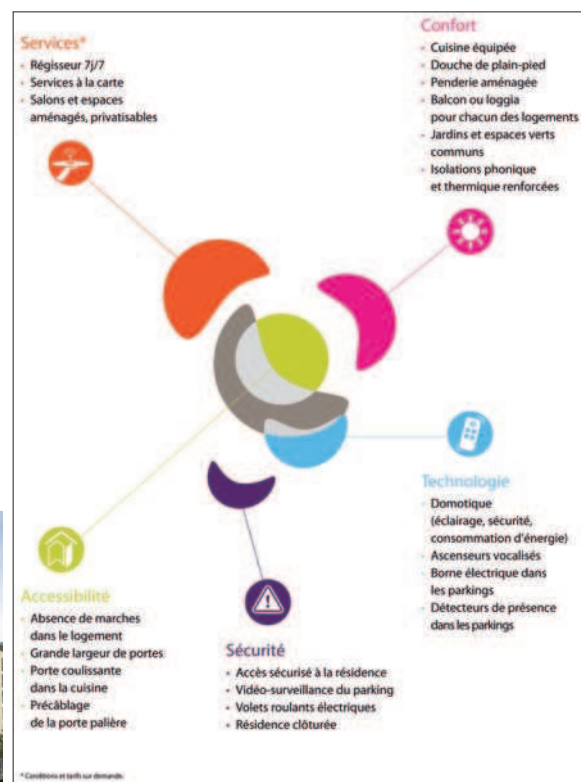 Services*
• Régisseur 7j/7
• Services à la carte
• Salons et espaces
aménagés, privatisables
Confort
• Cuisine équipée
• Douche de plain-pied
• Penderie aménagée
• Balcon ou loggia
pour chacun des logements
• Jardins et espaces verts
communs
• Isolations phonique
et thermique renforcées
Technologie
• Domotique
(éclairage, sécurité,
consommation d'énergie)
• Ascenseurs vocalisés
• Borne électrique dans
les parkings
• Détecteurs de présence
dans les parkings
Accessibilité
• Absence de marches
dans le logement
• Grande largeur de portes
• Porte coulissante
dans la cuisine
• Précâblage
de la porte palière
Sécurité
• Accès sécurisé à la résidence
• Vidéo-surveillance du parking
• Volets roulants électriques
• Résidence clôturée
* Conditions et tarifs sur demande.